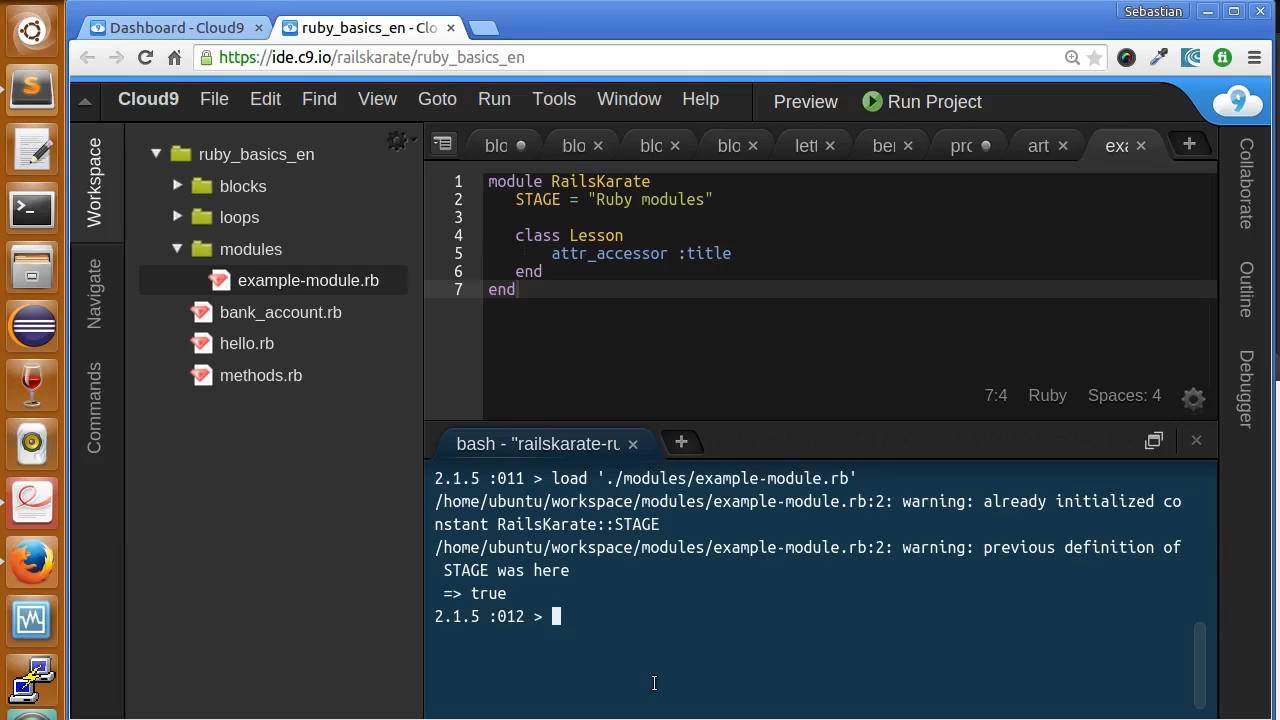 Sebastian
Dashboard - Cloud9
ruby_basics_en - Clo
https://ide.c9.io/railskarate/ruby_basics_en
Cloud9 File Edit Find View Goto Run Tools Window Help Preview Run Project
Workspace
Navigate
Commands
ruby_basics_en
blocks
loops
modules
example-module.rb
bank_account.rb
hello.rb
methods.rb
blo blo blo blo lett prc art exa
1 module RailsKarate
2 STAGE = "Ruby modules"
3
4 class Lesson
5 attr_accessor :title
6 end
7 end
7:4 Ruby Spaces: 4
Collaborate
Outline
Debugger
bash - "railskarate-ru
2.1.5 :011 > load './modules/example-module.rb'
/home/ubuntu/workspace/modules/example-module.rb:2: warning: already initialized co
nstant RailsKarate::STAGE
/home/ubuntu/workspace/modules/example-module.rb:2: warning: previous definition of
STAGE was here
=> true
2.1.5 :012 >